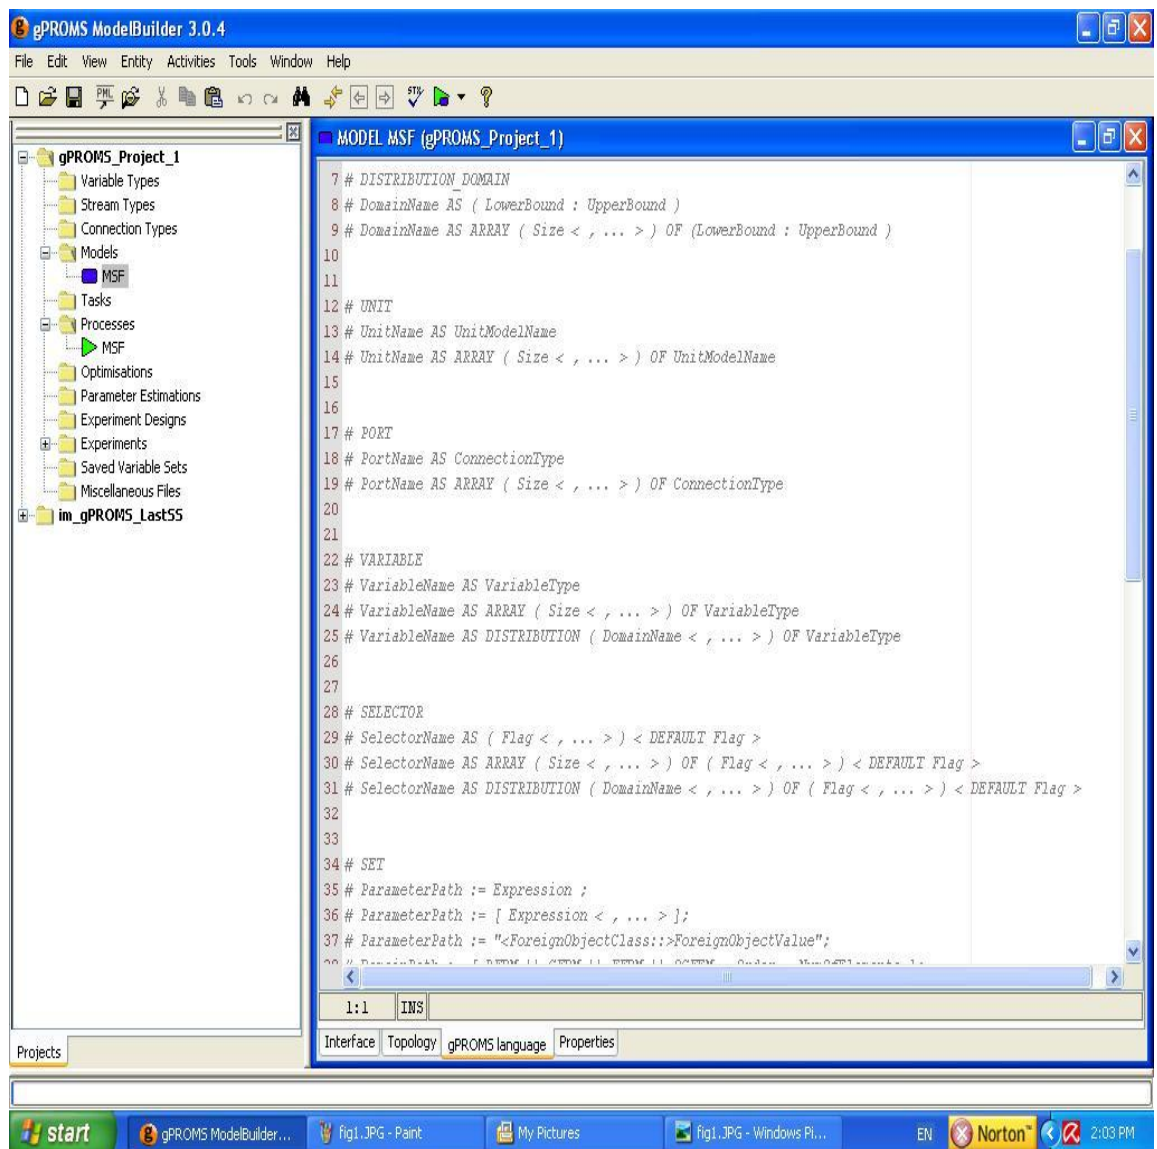 gPROMS ModelBuilder 3.0.4
File Edit View Entity Activities Tools Window Help
gPROMS_Project_1
Variable Types
Stream Types
Connection Types
Models
MSF
Tasks
Processes
MSF
Optimisations
Parameter Estimations
Experiment Designs
Experiments
Saved Variable Sets
Miscellaneous Files
im_gPROMS_LastSS
Projects
MODEL MSF (gPROMS_Project_1)
7 # DISTRIBUTION_DOMAIN
8 # DomainName AS ( LowerBound : UpperBound )
9 # DomainName AS ARRAY ( Size < , ... > ) OF (LowerBound : UpperBound )
10
11
12 # UNIT
13 # UnitName AS UnitModelName
14 # UnitName AS ARRAY ( Size < , ... > ) OF UnitModelName
15
16
17 # PORT
18 # PortName AS ConnectionType
19 # PortName AS ARRAY ( Size < , ... > ) OF ConnectionType
20
21
22 # VARIABLE
23 # VariableName AS VariableType
24 # VariableName AS ARRAY ( Size < , ... > ) OF VariableType
25 # VariableName AS DISTRIBUTION ( DomainName < , ... > ) OF VariableType
26
27
28 # SELECTOR
29 # SelectorName AS ( Flag < , ... > ) < DEFAULT Flag >
30 # SelectorName AS ARRAY ( Size < , ... > ) OF ( Flag < , ... > ) < DEFAULT Flag >
31 # SelectorName AS DISTRIBUTION ( DomainName < , ... > ) OF ( Flag < , ... > ) < DEFAULT Flag >
32
33
34 # SET
35 # ParameterPath := Expression ;
36 # ParameterPath := [ Expression < , ... > ];
37 # ParameterPath := "<ForeignObjectClass::>ForeignObjectValue";
1:1 INS
Interface Topology gPROMS language Properties
start gPROMS ModelBuilder... fig1.JPG - Paint My Pictures fig1.JPG - Windows Pi... EN Norton™ 2:03 PM